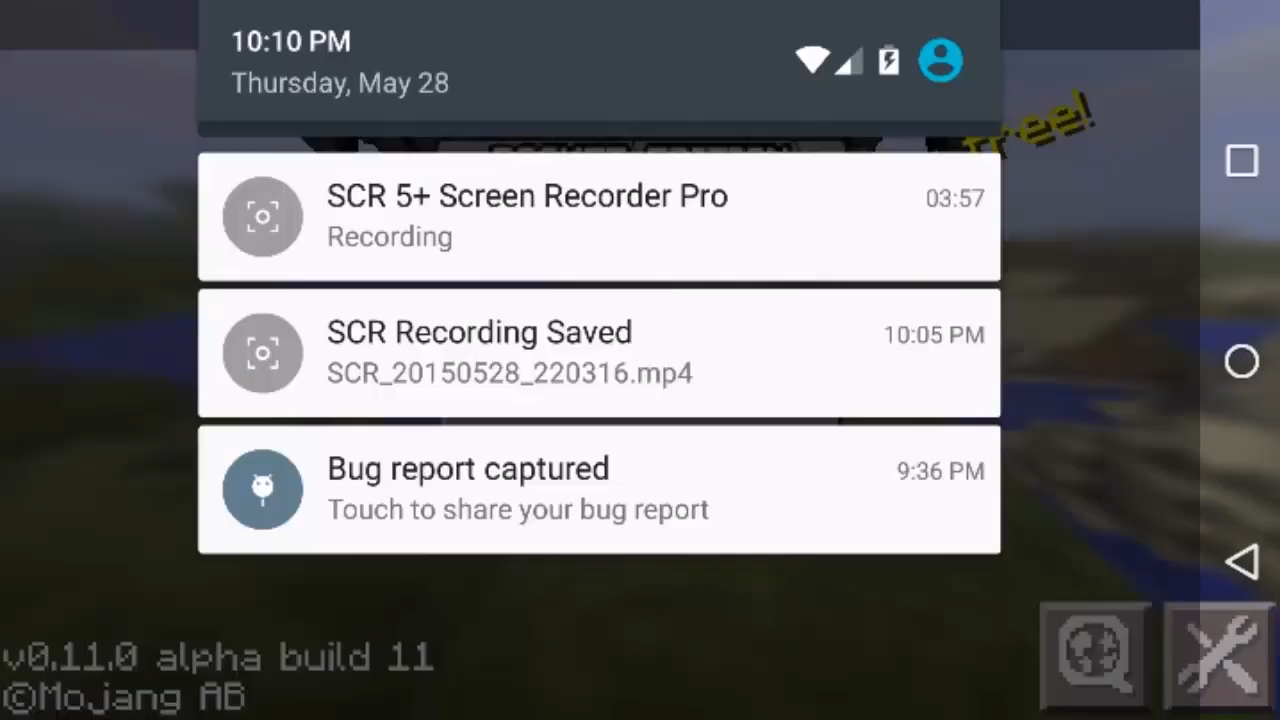 10:10 PM
Thursday, May 28
free!
SCR 5+ Screen Recorder Pro
03:57
Recording
SCR Recording Saved
10:05 PM
SCR_20150528_220316.mp4
Bug report captured
9:36 PM
Touch to share your bug report
v0.11.0 alpha build 11
©Mojang AB